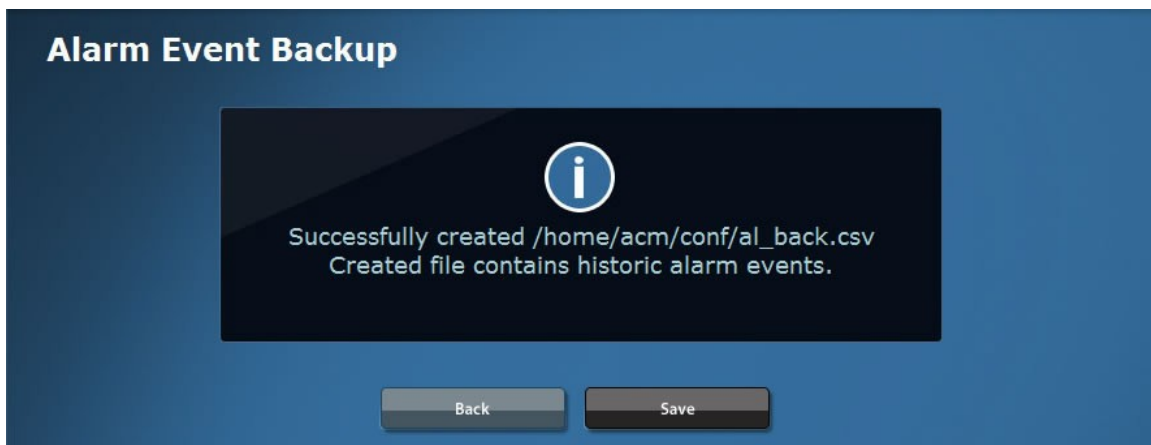 Alarm Event Backup
Successfully created /home/acm/conf/al_back.csv
Created file contains historic alarm events.
Back
Save